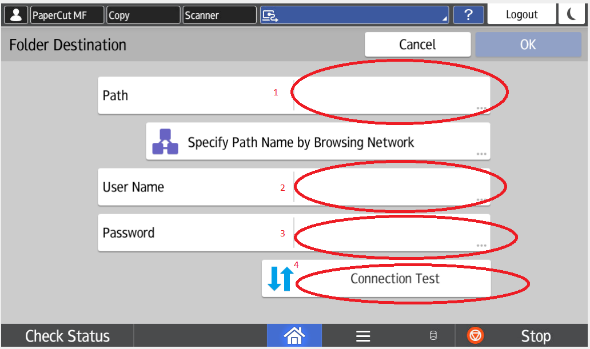 PaperCut MF Copy Scanner ? Logout
Folder Destination Cancel OK
Path 1 ...
Specify Path Name by Browsing Network ...
User Name 2 ...
Password 3 ...
4 Connection Test
Check Status Stop